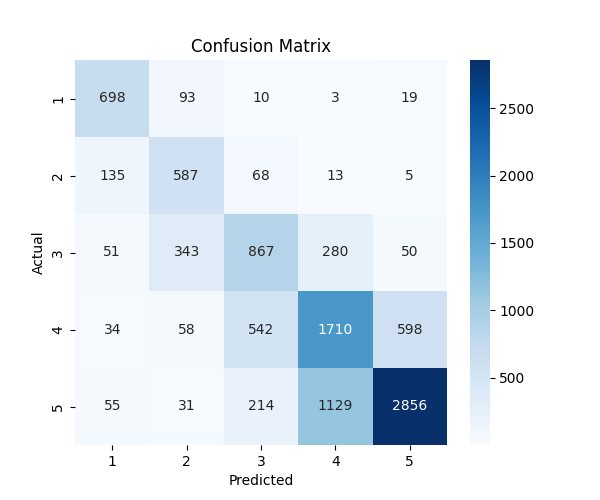 Confusion Matrix
1 698 93 10 3 19
2 135 587 68 13 5
3 51 343 867 280 50
4 34 58 542 1710 598
5 55 31 214 1129 2856
1 2 3 4 5
Actual
Predicted
2500
2000
1500
1000
500